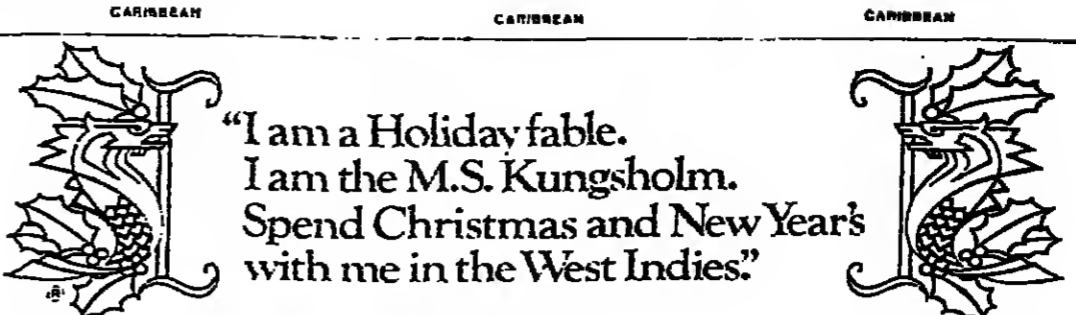 CARIBBEAN CARIBBEAN CARIBBEAN
“I am a Holiday fable.
I am the M.S. Kungsholm.
Spend Christmas and New Year's
with me in the West Indies.”